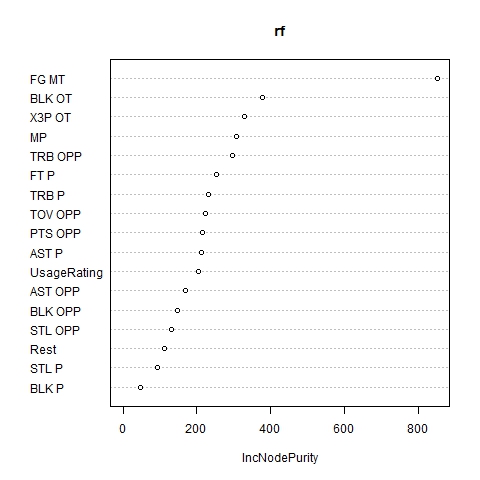 rf
FG MT
BLK OT
X3P OT
MP
TRB OPP
FT P
TRB P
TOV OPP
PTS OPP
AST P
UsageRating
AST OPP
BLK OPP
STL OPP
Rest
STL P
BLK P
0 200 400 600 800
IncNodePurity